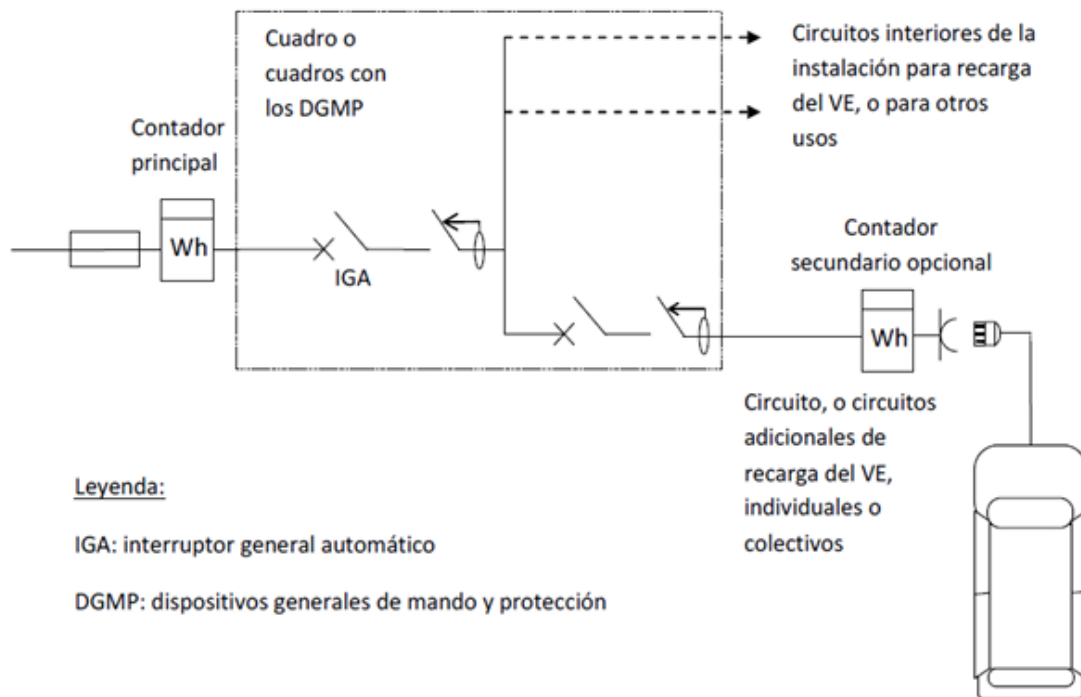 Cuadro o
cuadros con
los DGMP
Circuitos interiores de la
instalación para recarga
del VE, o para otros
usos
Contador
principal
Wh
IGA
Contador
secundario opcional
Wh
Circuito, o circuitos
adicionales de
recarga del VE,
individuales o
colectivos
Leyenda:
IGA: interruptor general automático
DGMP: dispositivos generales de mando y protección